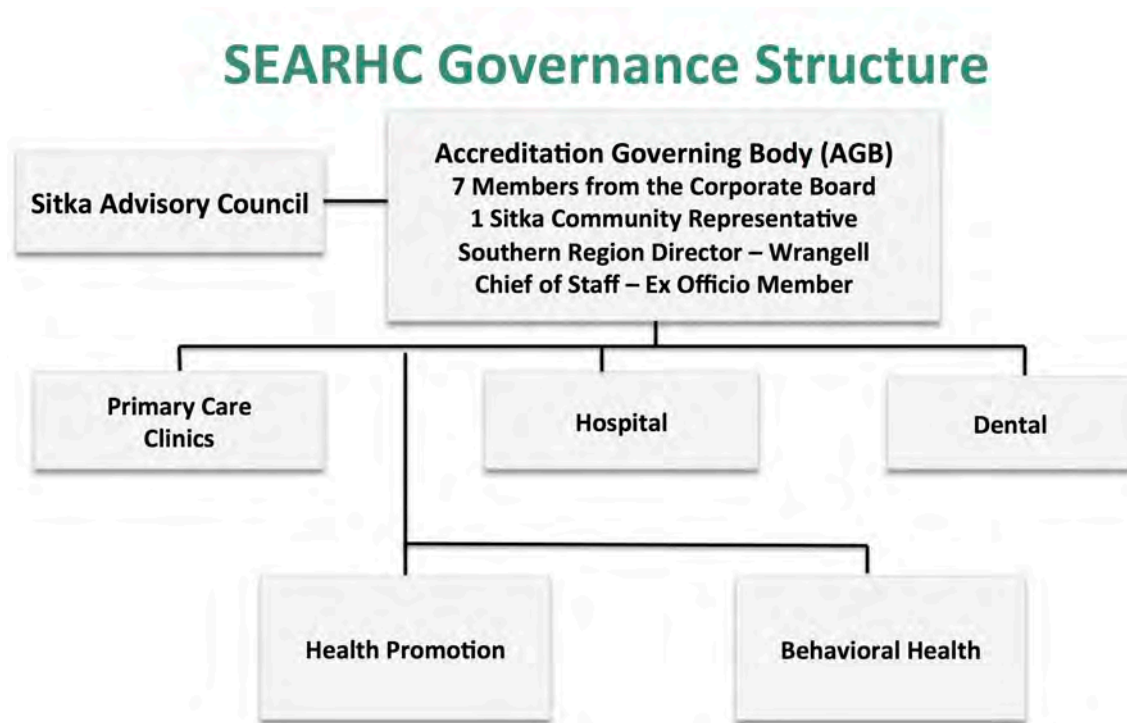 SEARHC Governance Structure
Sitka Advisory Council
Accreditation Governing Body (AGB)
7 Members from the Corporate Board
1 Sitka Community Representative
Southern Region Director – Wrangell
Chief of Staff – Ex Officio Member
Primary Care
Clinics
Hospital
Dental
Health Promotion
Behavioral Health